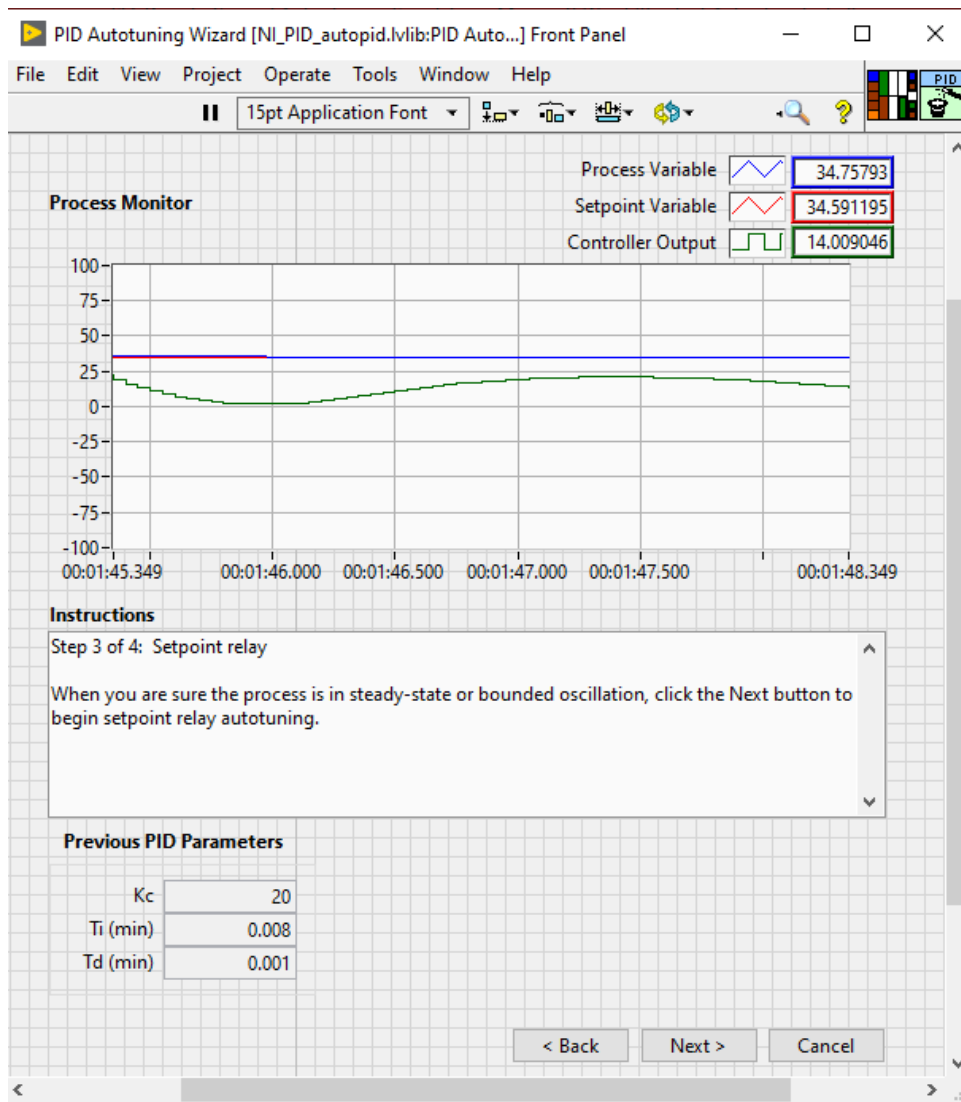 PID Autotuning Wizard [NI_PID_autopid.lvlib:PID Auto...] Front Panel
File Edit View Project Operate Tools Window Help
15pt Application Font
PID
Process Variable 34.75793
Process Monitor
Setpoint Variable 34.591195
Controller Output 14.009046
100
75
50
25
0
-25
-50
-75
-100
00:01:45.349 00:01:46.000 00:01:46.500 00:01:47.000 00:01:47.500 00:01:48.349
Instructions
Step 3 of 4: Setpoint relay
When you are sure the process is in steady-state or bounded oscillation, click the Next button to
begin setpoint relay autotuning.
Previous PID Parameters
Kc 20
Ti (min) 0.008
Td (min) 0.001
< Back Next > Cancel